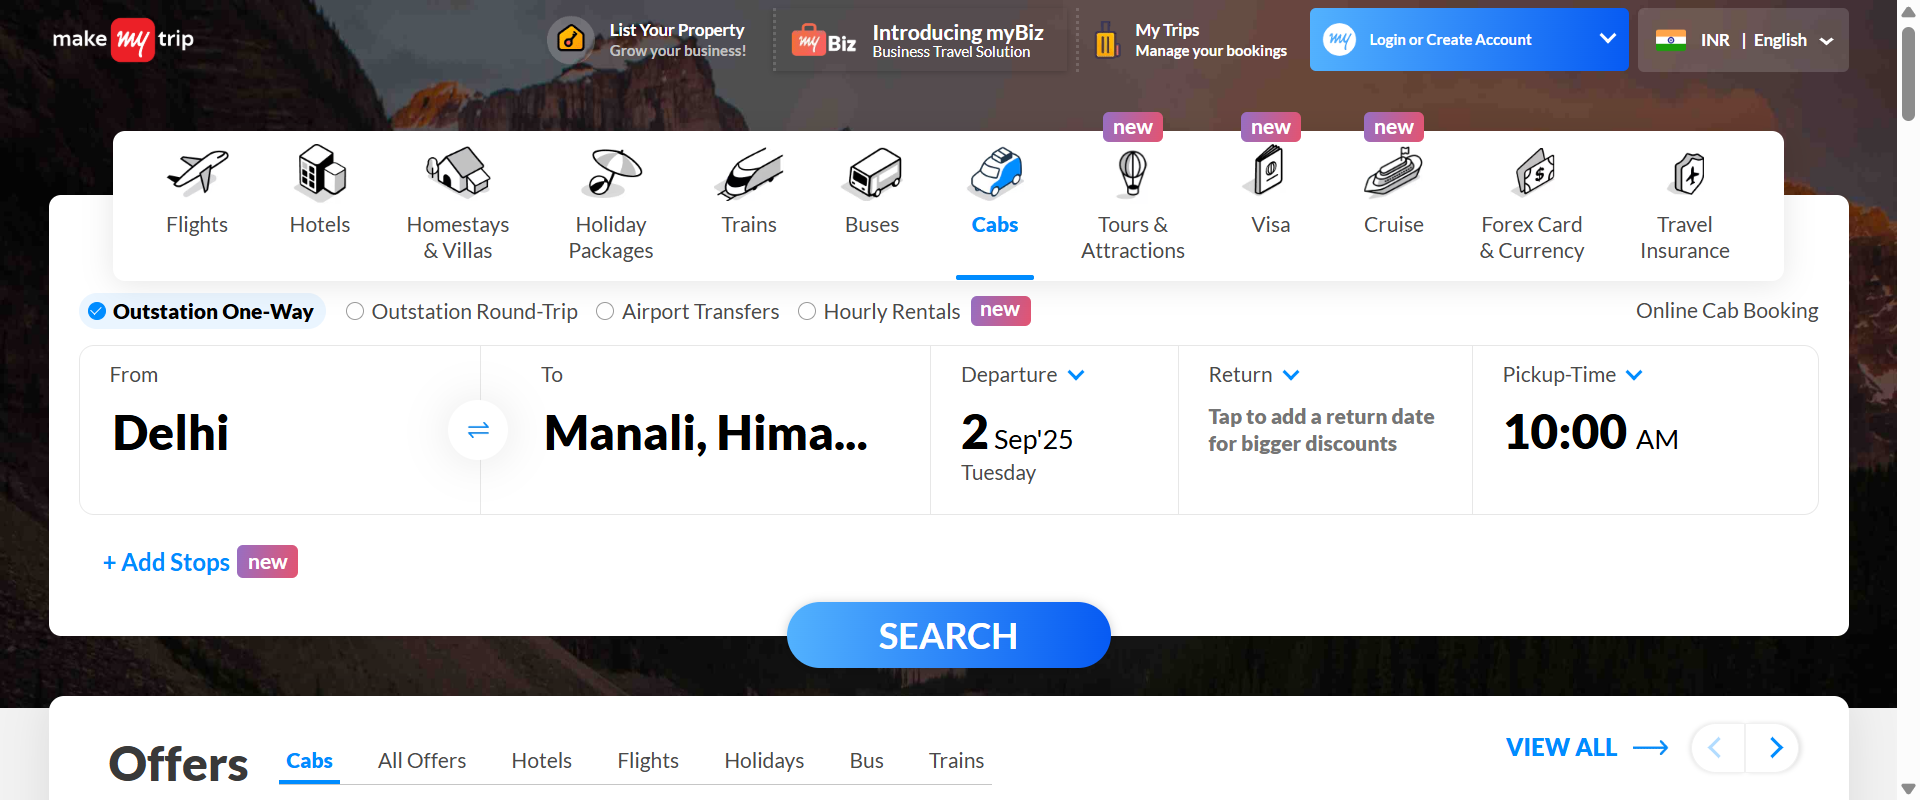 make my trip
List Your Property
Grow your business!
my Biz
Introducing myBiz
Business Travel Solution
My Trips
Manage your bookings
my Login or Create Account
INR | English
new
new
new
Flights
Hotels
Homestays
& Villas
Holiday
Packages
Trains
Buses
Cabs
Tours &
Attractions
Visa
Cruise
Forex Card
& Currency
Travel
Insurance
Outstation One-Way
Outstation Round-Trip
Airport Transfers
Hourly Rentals
new
Online Cab Booking
From
Delhi
To
Manali, Hima...
Departure
2 Sep'25
Tuesday
Return
Tap to add a return date
for bigger discounts
Pickup-Time
10:00 AM
+ Add Stops new
SEARCH
Offers
Cabs
All Offers
Hotels
Flights
Holidays
Bus
Trains
VIEW ALL